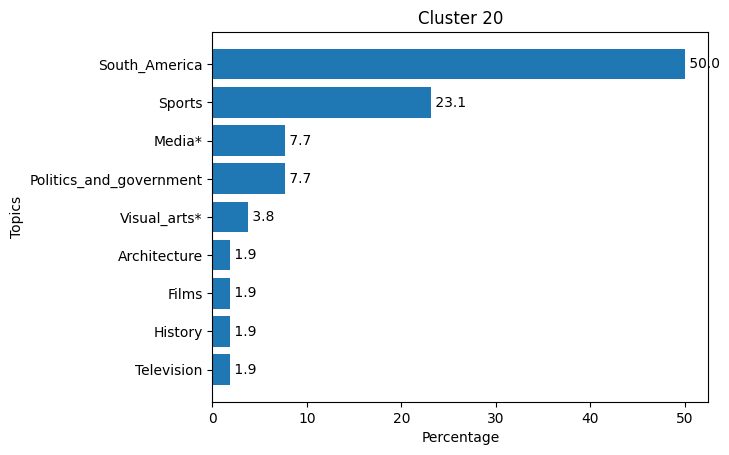 Cluster 20
Topics
South_America 50.0
Sports 23.1
Media* 7.7
Politics_and_government 7.7
Visual_arts* 3.8
Architecture 1.9
Films 1.9
History 1.9
Television 1.9
0 10 20 30 40 50
Percentage